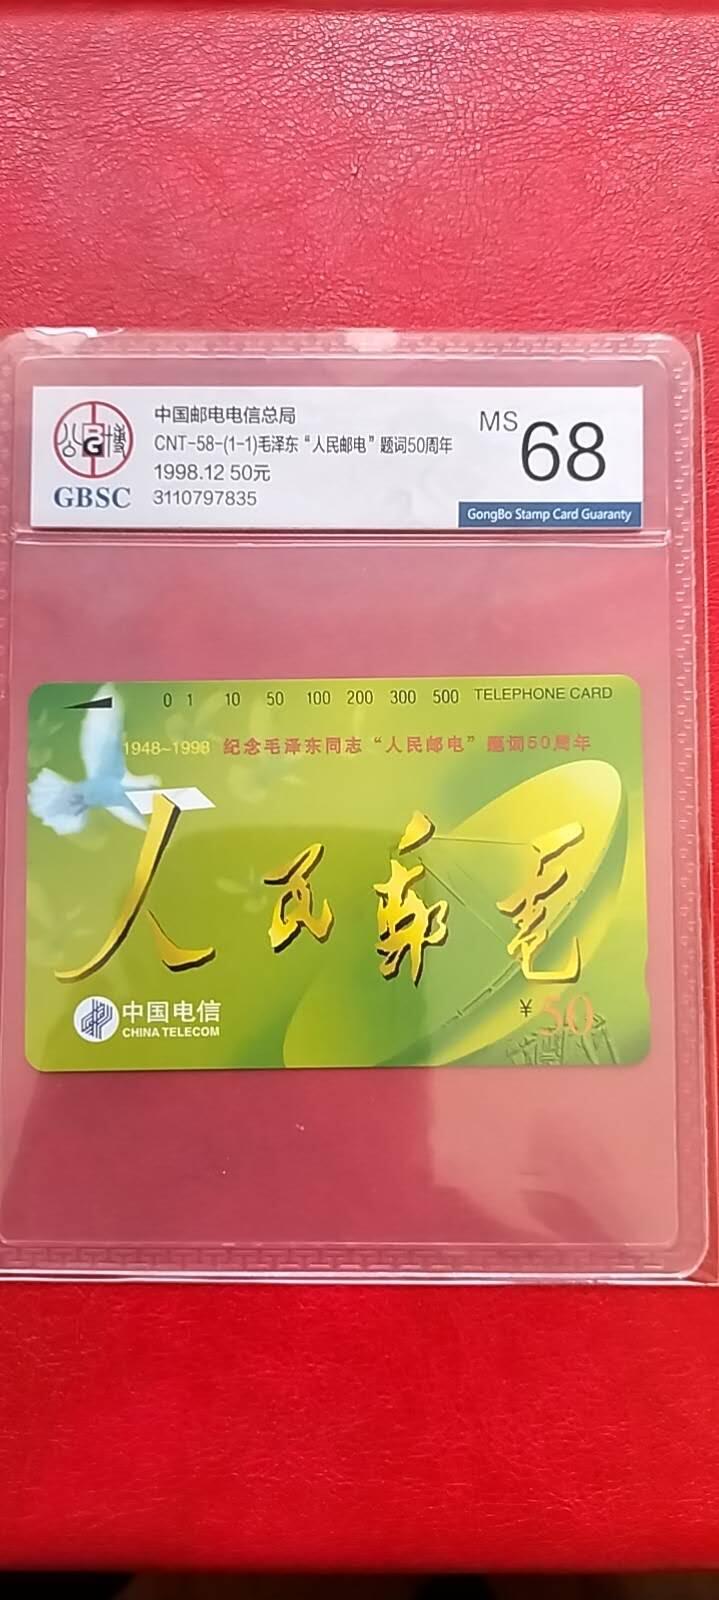 中国邮电电信总局
CNT-58-(1-1)毛泽东“人民邮电”题词50周年
1998.12 50元
3110797835
公博
G
GBSC
MS 68
GongBo Stamp Card Guaranty
0 1 10 50 100 200 300 500 TELEPHONE CARD
1948~1998 纪念毛泽东同志“人民邮电”题词50周年
人民邮电
中国电信
CHINA TELECOM
¥50